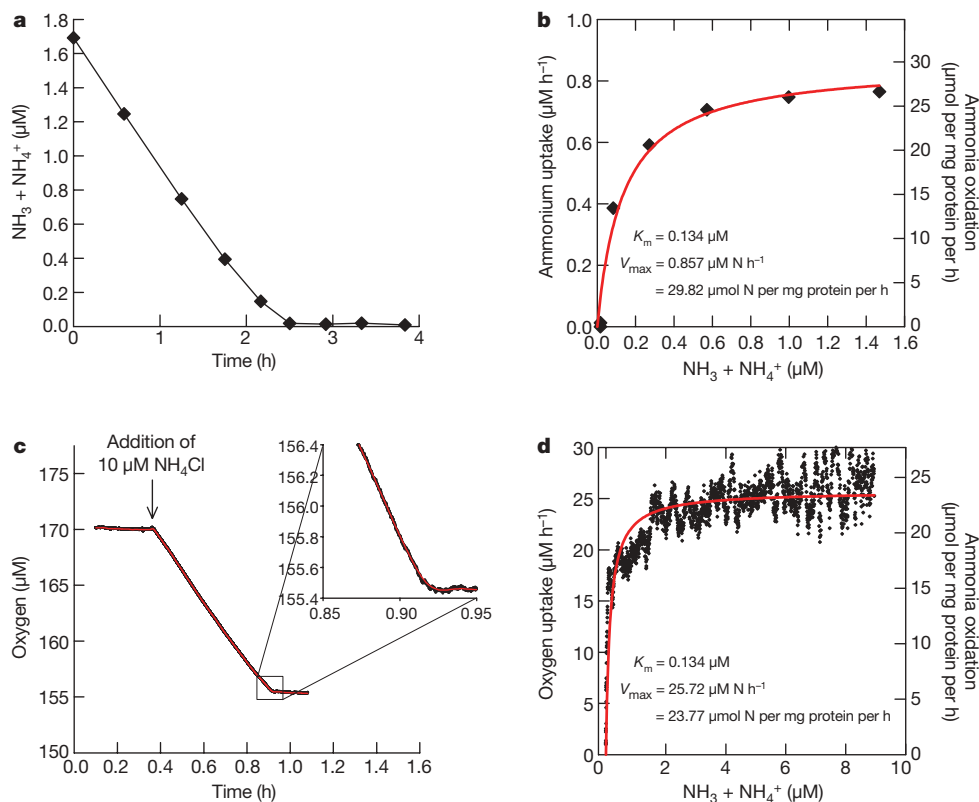 a
1.8
1.6
1.4
1.2
1.0
0.8
0.6
0.4
0.2
0.0
NH₃ + NH₄⁺ (µM)
0 1 2 3 4
Time (h)
b
1.0
0.8
0.6
0.4
0.2
0.0
Ammonium uptake (µM h⁻¹)
30
25
20
15
10
5
0
Ammonia oxidation
(µmol per mg protein per h)
Kₘ = 0.134 µM
Vₘₐₓ = 0.857 µM N h⁻¹
= 29.82 µmol N per mg protein per h
0.0 0.2 0.4 0.6 0.8 1.0 1.2 1.4 1.6
NH₃ + NH₄⁺ (µM)
c
Addition of
10 µM NH₄Cl
175
170
165
160
155
150
Oxygen (µM)
0.0 0.2 0.4 0.6 0.8 1.0 1.2 1.4 1.6
Time (h)
156.4
156.2
156.0
155.8
155.6
155.4
0.85 0.90 0.95
d
30
25
20
15
10
5
0
Oxygen uptake (µM h⁻¹)
25
20
15
10
5
0
Ammonia oxidation
(µmol per mg protein per h)
Kₘ = 0.134 µM
Vₘₐₓ = 25.72 µM N h⁻¹
= 23.77 µmol N per mg protein per h
0 2 4 6 8 10
NH₃ + NH₄⁺ (µM)